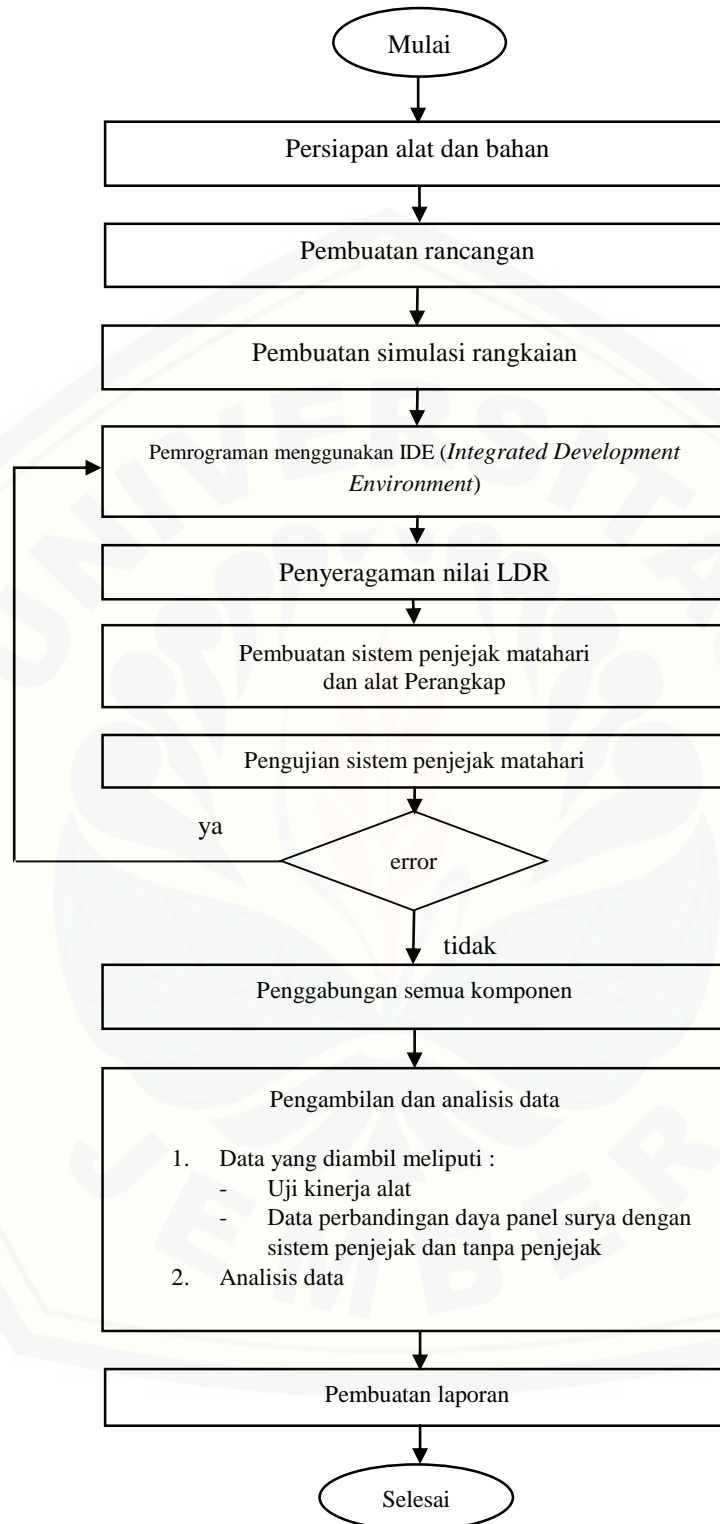 Mulai
Persiapan alat dan bahan
Pembuatan rancangan
Pembuatan simulasi rangkaian
Pemrograman menggunakan IDE (Integrated Development
Environment)
Penyeragaman nilai LDR
Pembuatan sistem penjejak matahari
dan alat Perangkap
Pengujian sistem penjejak matahari
ya
error
tidak
Penggabungan semua komponen
Pengambilan dan analisis data
1. Data yang diambil meliputi :
- Uji kinerja alat
- Data perbandingan daya panel surya dengan
sistem penjejak dan tanpa penjejak
2. Analisis data
Pembuatan laporan
Selesai
UNIVERSITA
JEMBER